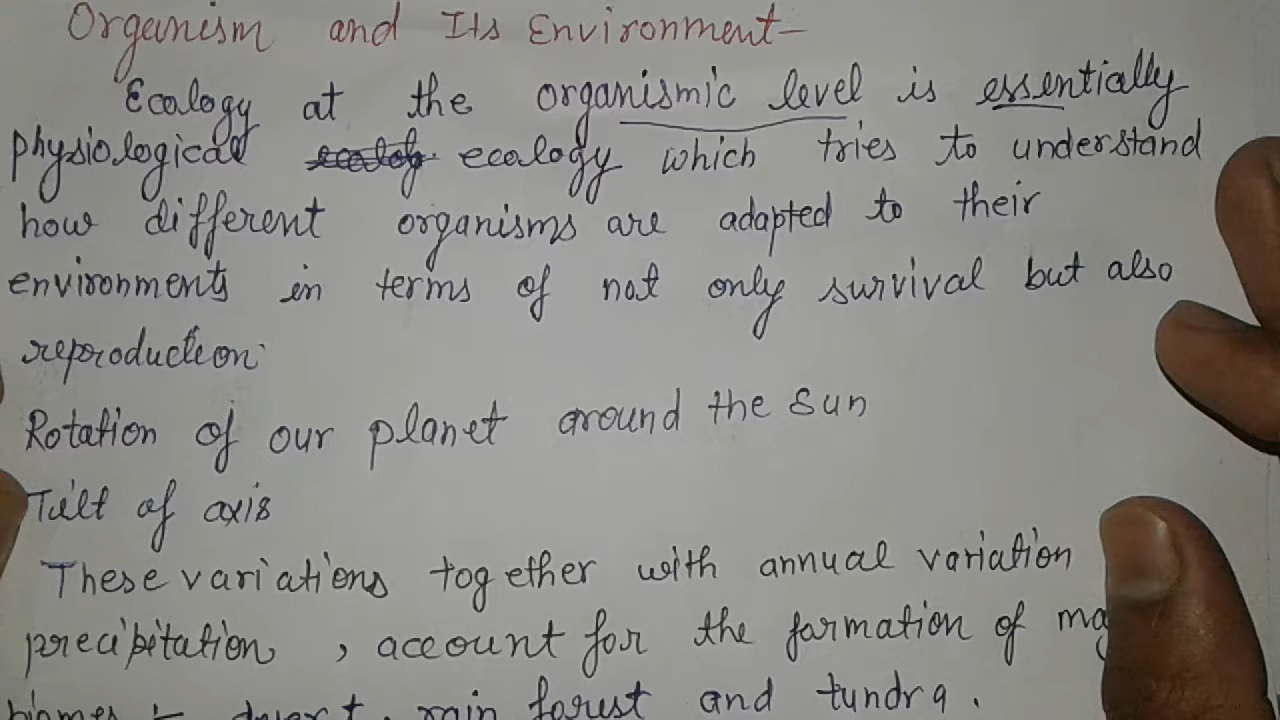 Organism and Its Environment-
Ecology at the organismic level is essentially
physiological ecology which tries to understand
how different organisms are adapted to their
environments in terms of not only survival but also
reproduction.
Rotation of our planet around the Sun
Tilt of axis
These variations together with annual variation
precipitation, account for the formation of
rain forest and tundra.